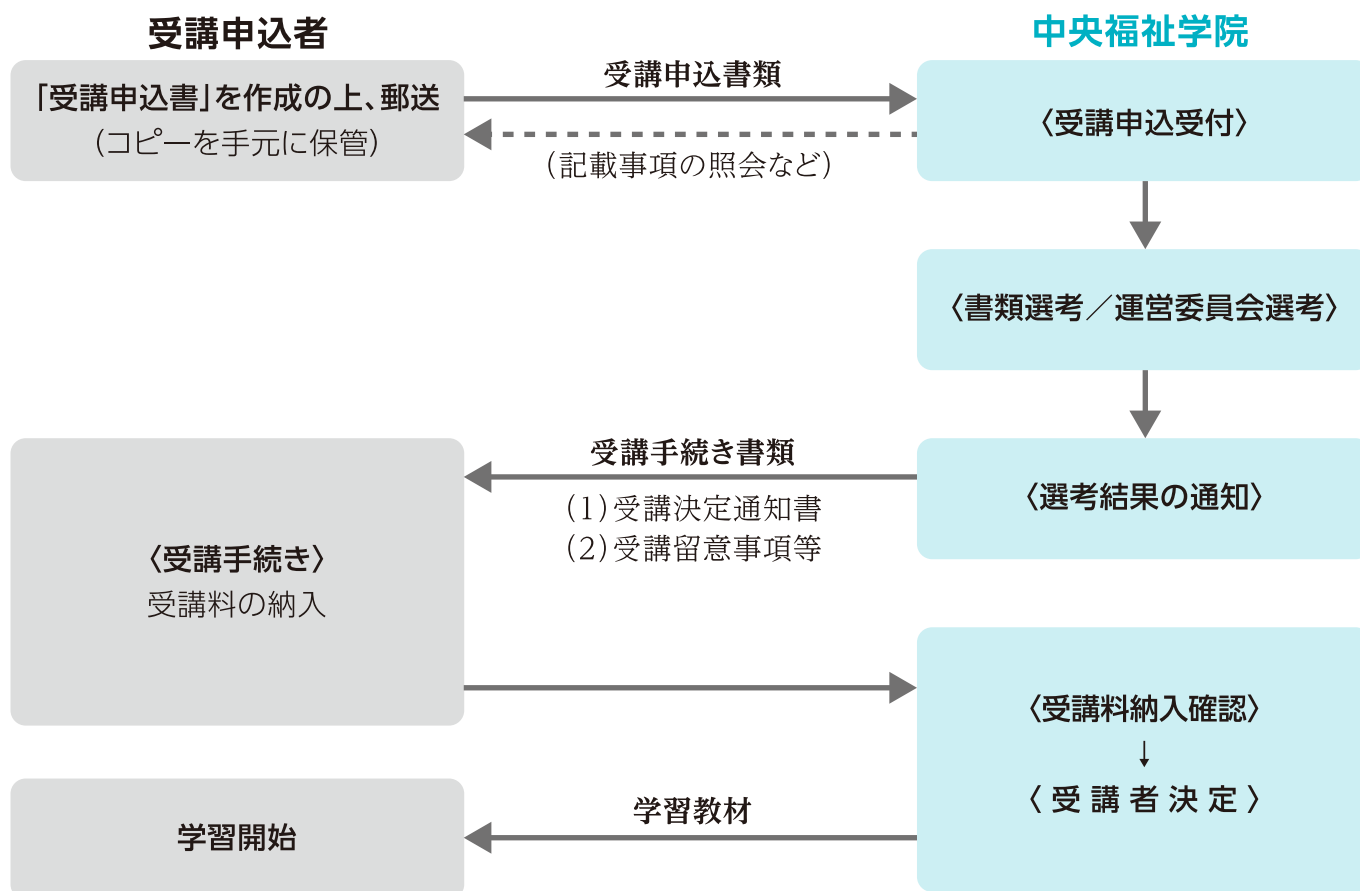 受講申込者
中央福祉学院
「受講申込書」を作成の上、郵送
（コピーを手元に保管）
受講申込書類
（記載事項の照会など）
〈受講申込受付〉
〈書類選考／運営委員会選考〉
〈選考結果の通知〉
受講手続き書類
（1）受講決定通知書
（2）受講留意事項等
〈受講手続き〉
受講料の納入
〈受講料納入確認〉
↓
〈受講者決定〉
学習教材
学習開始